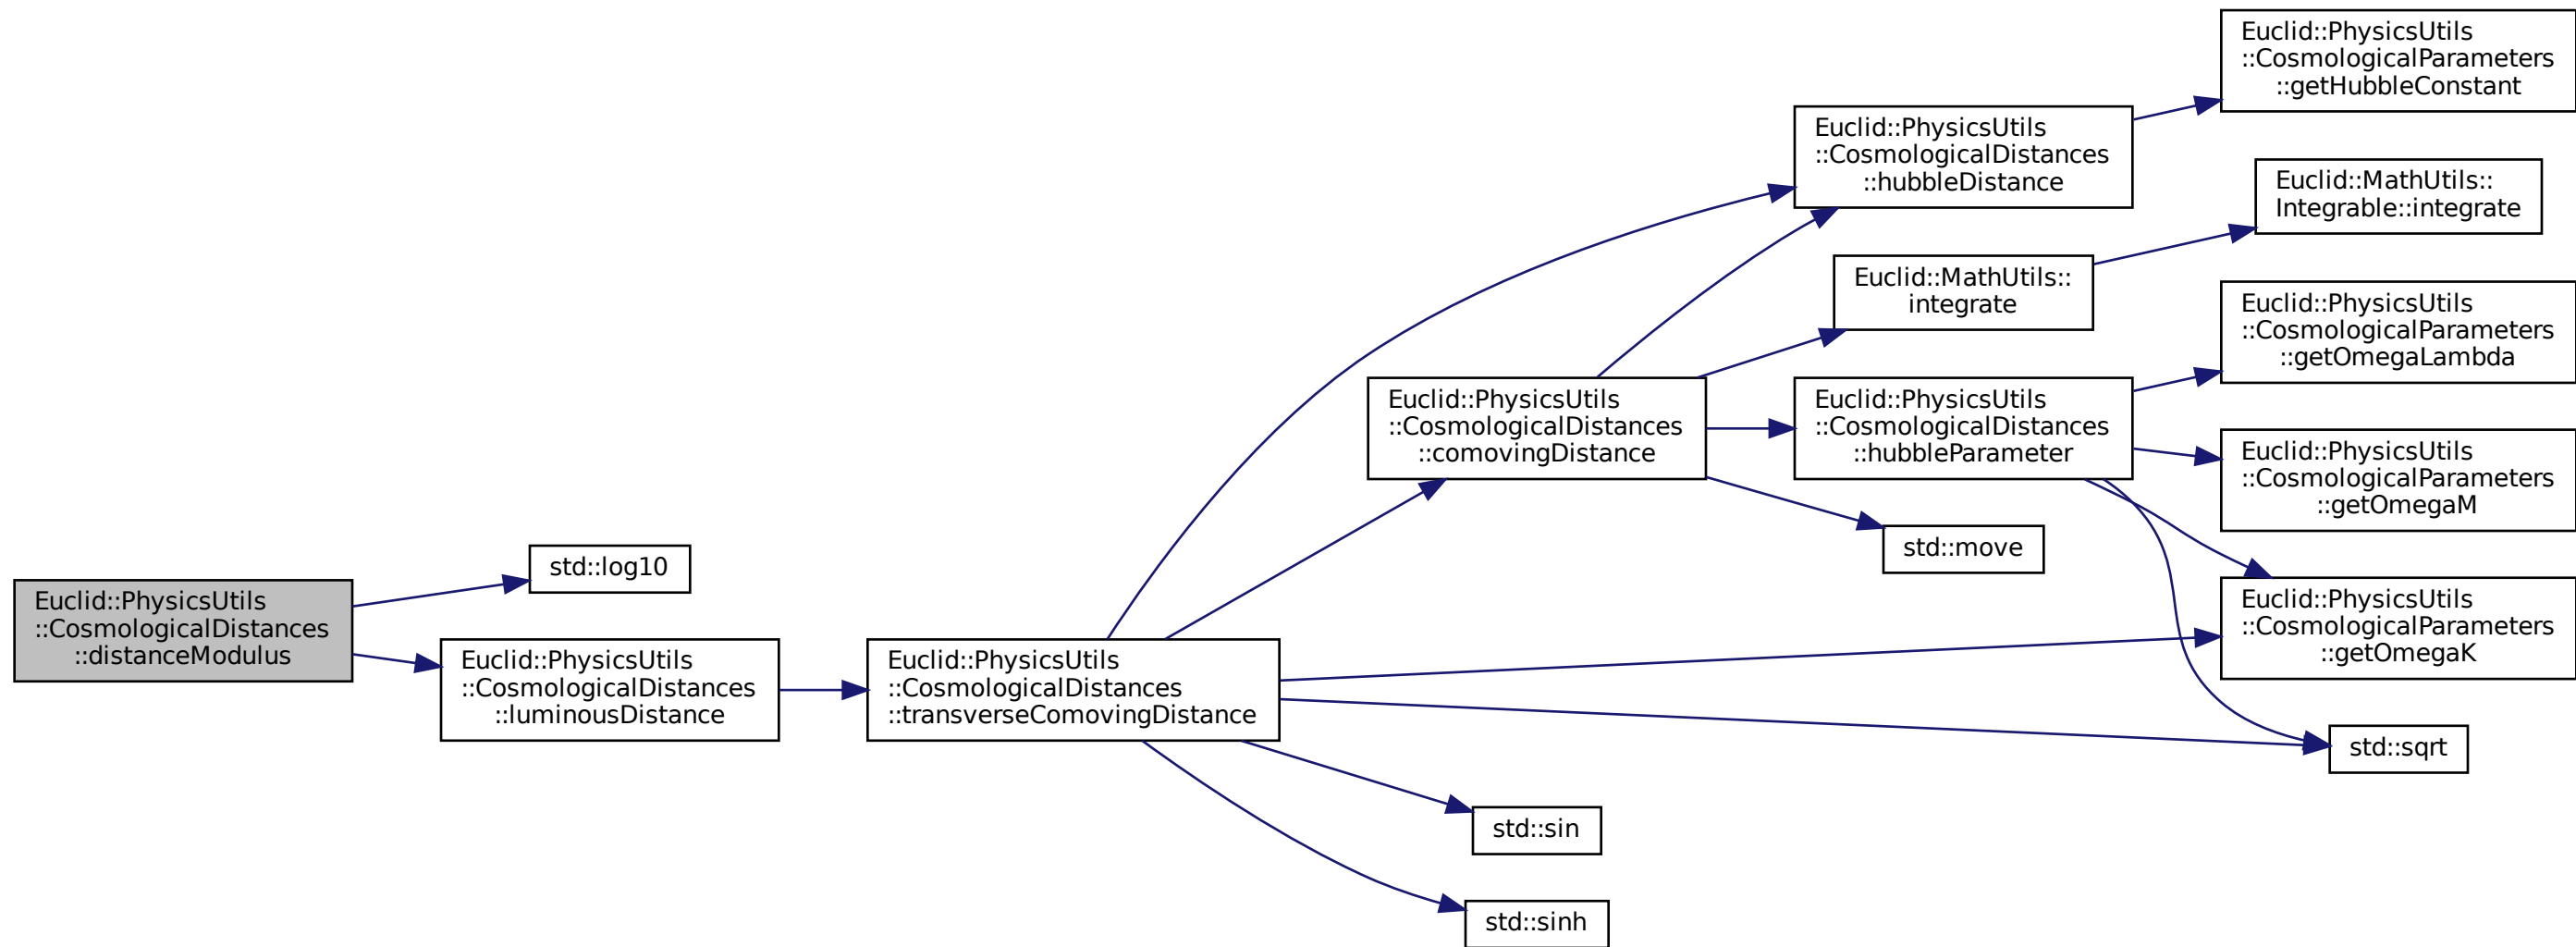 Euclid::PhysicsUtils
::CosmologicalDistances
::distanceModulus
std::log10
Euclid::PhysicsUtils
::CosmologicalDistances
::luminousDistance
Euclid::PhysicsUtils
::CosmologicalDistances
::transverseComovingDistance
Euclid::PhysicsUtils
::CosmologicalDistances
::comovingDistance
std::sin
std::sinh
Euclid::PhysicsUtils
::CosmologicalDistances
::hubbleDistance
Euclid::MathUtils::
integrate
Euclid::PhysicsUtils
::CosmologicalDistances
::hubbleParameter
std::move
Euclid::PhysicsUtils
::CosmologicalParameters
::getHubbleConstant
Euclid::MathUtils::
Integrable::integrate
Euclid::PhysicsUtils
::CosmologicalParameters
::getOmegaLambda
Euclid::PhysicsUtils
::CosmologicalParameters
::getOmegaM
Euclid::PhysicsUtils
::CosmologicalParameters
::getOmegaK
std::sqrt